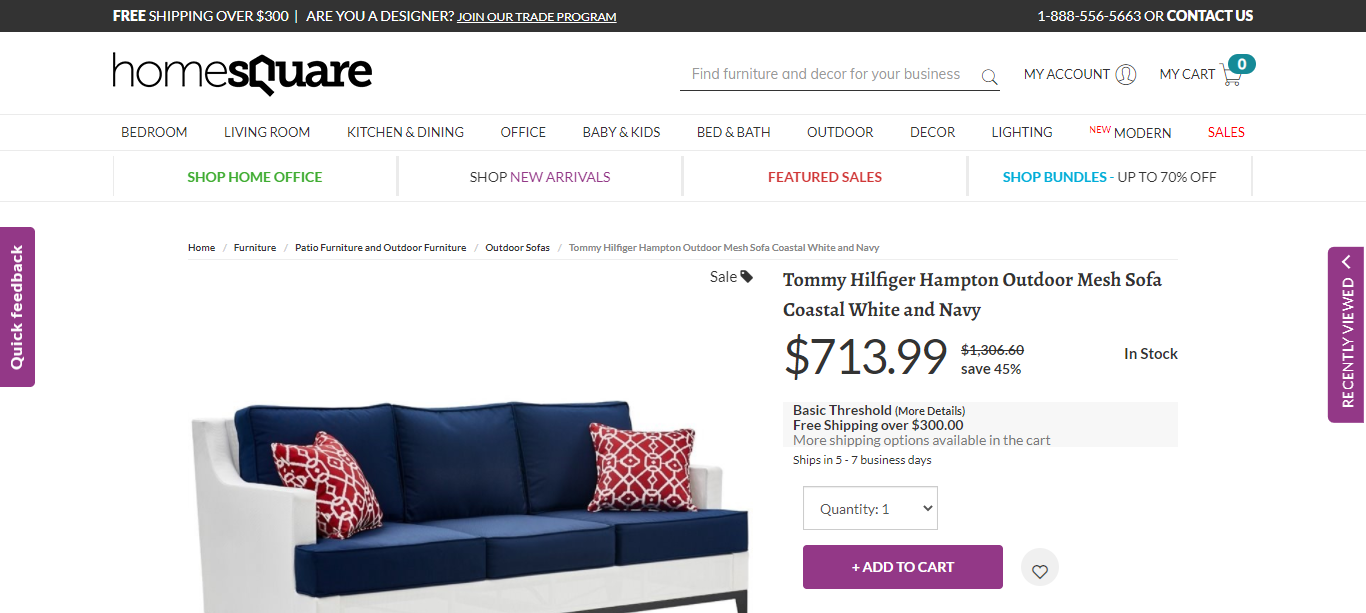 FREE SHIPPING OVER $300 | ARE YOU A DESIGNER? JOIN OUR TRADE PROGRAM
1-888-556-5663 OR CONTACT US
homesquare
Find furniture and decor for your business
MY ACCOUNT
MY CART
0
BEDROOM LIVING ROOM KITCHEN & DINING OFFICE BABY & KIDS BED & BATH OUTDOOR DECOR LIGHTING NEW MODERN SALES
SHOP HOME OFFICE
SHOP NEW ARRIVALS
FEATURED SALES
SHOP BUNDLES - UP TO 70% OFF
Quick feedback
Home / Furniture / Patio Furniture and Outdoor Furniture / Outdoor Sofas / Tommy Hilfiger Hampton Outdoor Mesh Sofa Coastal White and Navy
Sale
Tommy Hilfiger Hampton Outdoor Mesh Sofa
Coastal White and Navy
$713.99
$1,306.60
save 45%
In Stock
Basic Threshold (More Details)
Free Shipping over $300.00
More shipping options available in the cart
Ships in 5 - 7 business days
Quantity: 1
+ ADD TO CART
RECENTLY VIEWED